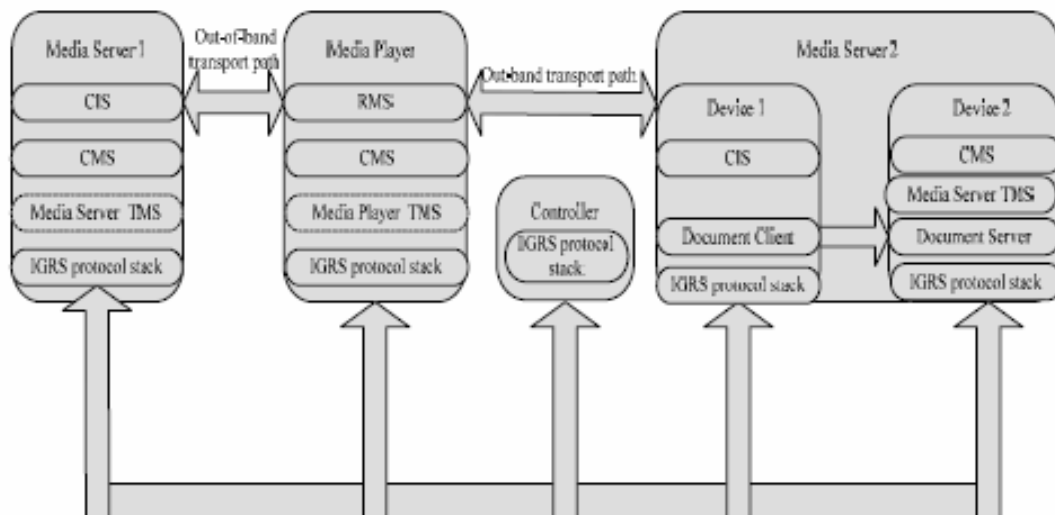 Media Server 1
CIS
CMS
Media Server TMS
IGRS protocol stack
Out-of-band
transport path
Media Player
RMS
CMS
Media Player TMS
IGRS protocol stack
Out-band transport path
Controller
IGRS protocol
stack
Media Server 2
Device 1
CIS
Document Client
IGRS protocol stack
Device 2
CMS
Media Server TMS
Document Server
IGRS protocol stack